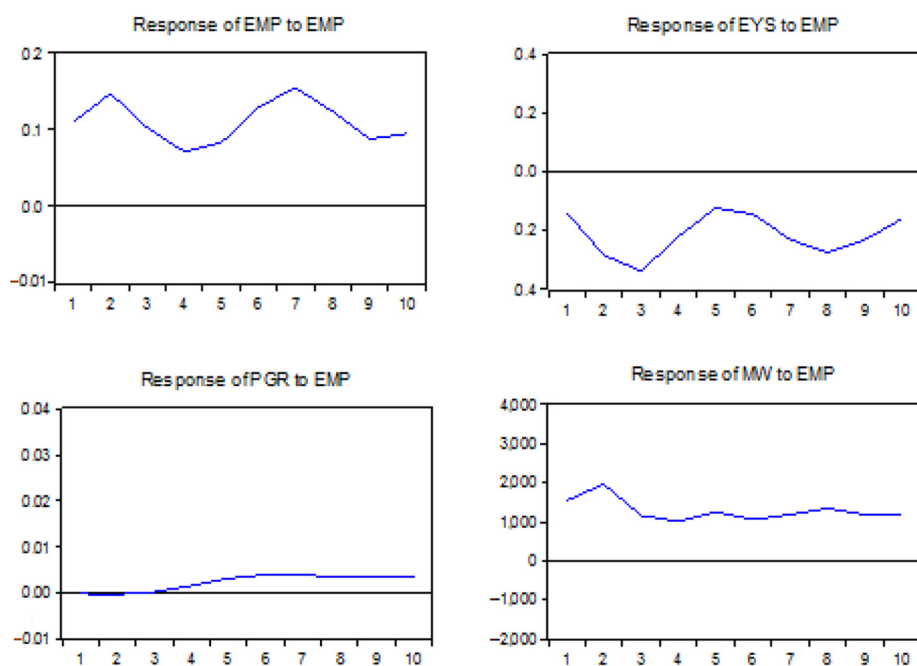 Response of EMP to EMP
0.2
0.1
0.0
–0.01
1 2 3 4 5 6 7 8 9 10
Response of EYS to EMP
0.4
0.2
0.0
0.2
0.4
1 2 3 4 5 6 7 8 9 10
Response of PGR to EMP
0.04
0.03
0.02
0.01
0.00
–0.01
1 2 3 4 5 6 7 8 9 10
Response of MW to EMP
4,000
3,000
2,000
1,000
0
–1,000
–2,000
1 2 3 4 5 6 7 8 9 10